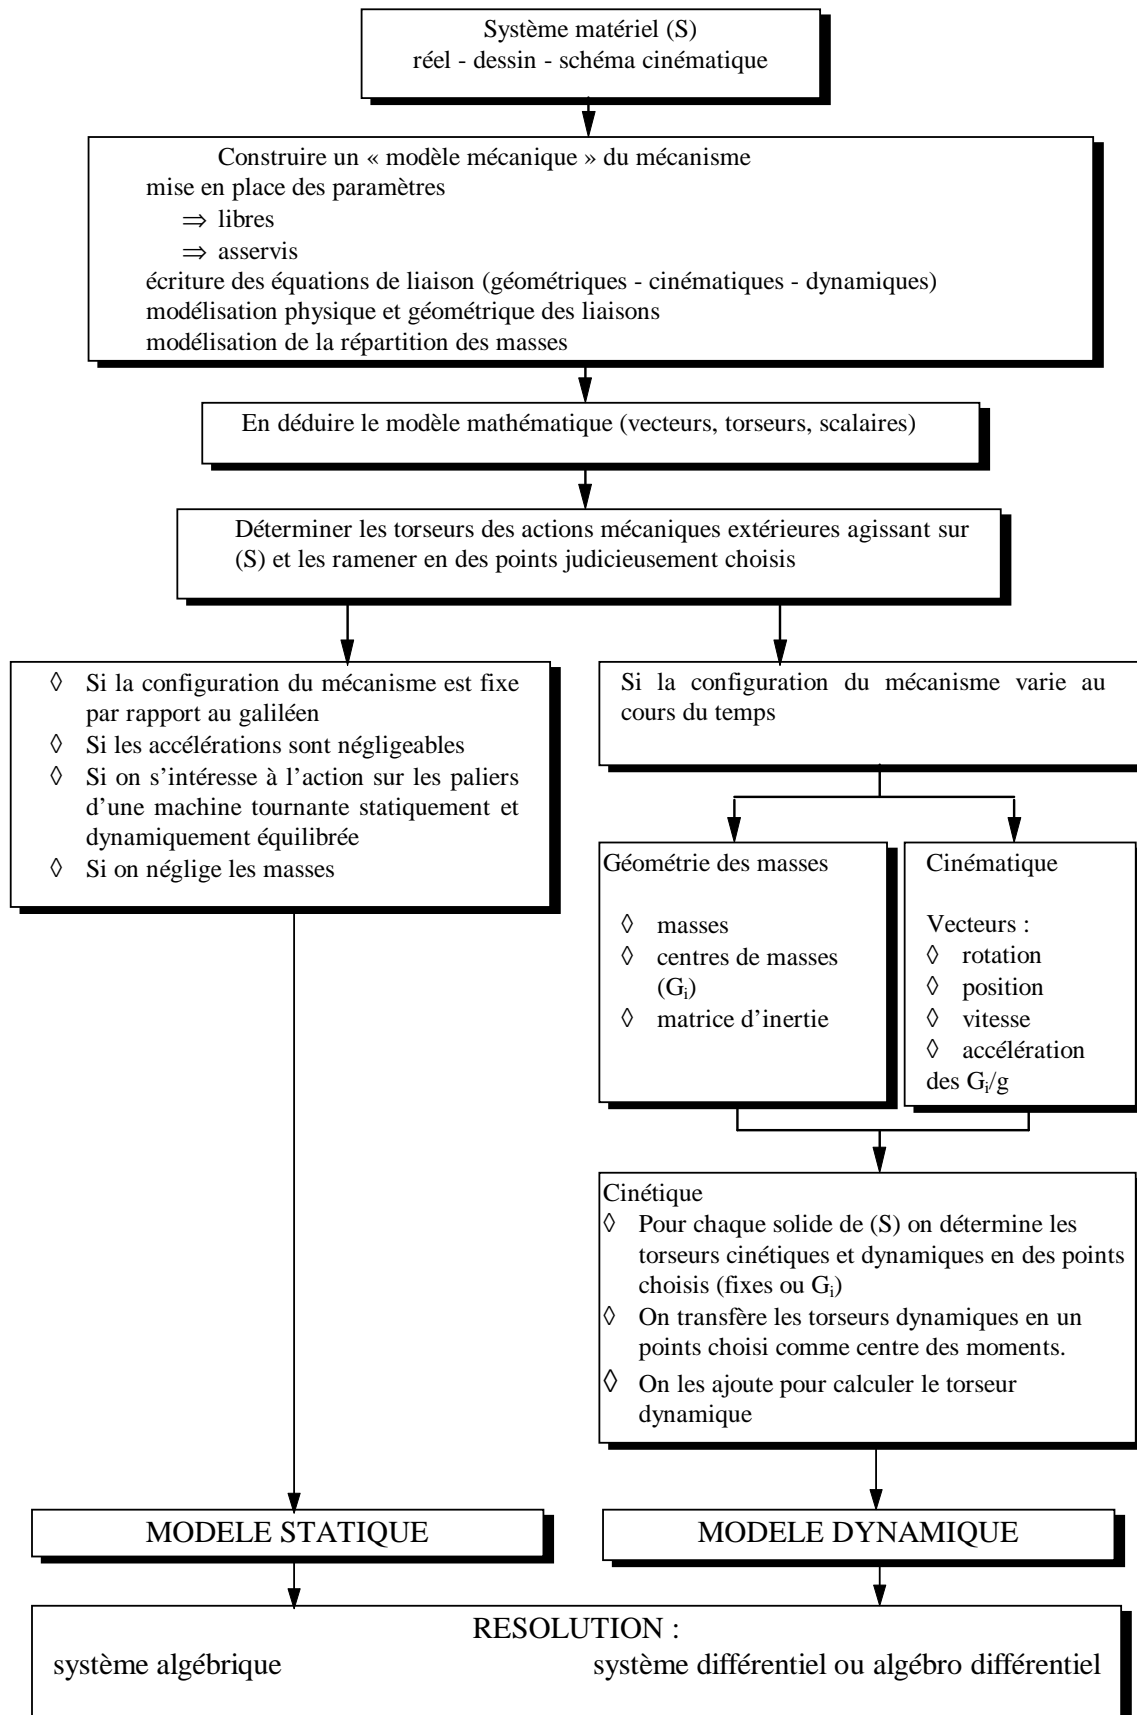 Système matériel (S)
réel - dessin - schéma cinématique
Construire un « modèle mécanique » du mécanisme
mise en place des paramètres
⇒ libres
⇒ asservis
écriture des équations de liaison (géométriques - cinématiques - dynamiques)
modélisation physique et géométrique des liaisons
modélisation de la répartition des masses
En déduire le modèle mathématique (vecteurs, torseurs, scalaires)
Déterminer les torseurs des actions mécaniques extérieures agissant sur
(S) et les ramener en des points judicieusement choisis
◊ Si la configuration du mécanisme est fixe
par rapport au galiléen
◊ Si les accélérations sont négligeables
◊ Si on s’intéresse à l’action sur les paliers
d’une machine tournante statiquement et
dynamiquement équilibrée
◊ Si on néglige les masses
Si la configuration du mécanisme varie au
cours du temps
Géométrie des masses
◊ masses
◊ centres de masses
(Gi)
◊ matrice d’inertie
Cinématique
Vecteurs :
◊ rotation
◊ position
◊ vitesse
◊ accélération
des Gi/g
Cinétique
◊ Pour chaque solide de (S) on détermine les
torseurs cinétiques et dynamiques en des points
choisis (fixes ou Gi)
◊ On transfère les torseurs dynamiques en un
points choisi comme centre des moments.
◊ On les ajoute pour calculer le torseur
dynamique
MODELE STATIQUE
MODELE DYNAMIQUE
RESOLUTION :
système algébrique
système différentiel ou algébro différentiel